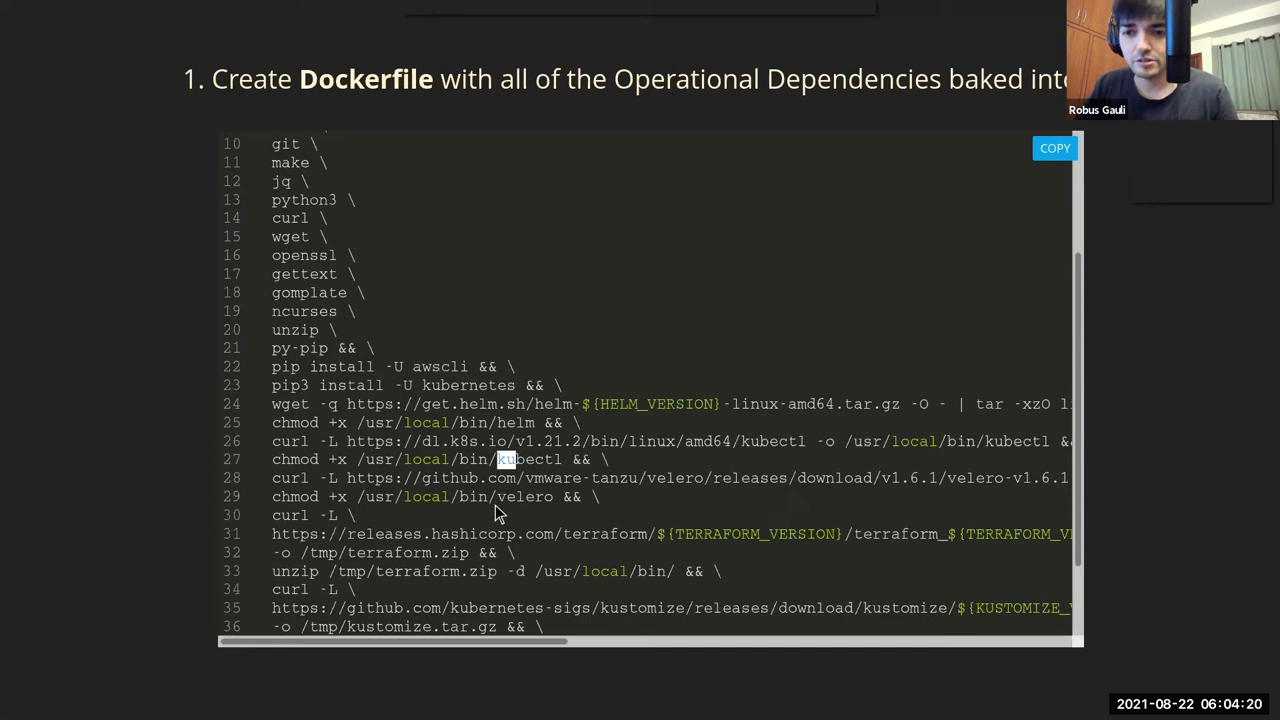 1. Create Dockerfile with all of the Operational Dependencies baked into
Robus Gauli
COPY
10 git \
11 make \
12 jq \
13 python3 \
14 curl \
15 wget \
16 openssl \
17 gettext \
18 gomplate \
19 ncurses \
20 unzip \
21 py-pip && \
22 pip install -U awscli && \
23 pip3 install -U kubernetes && \
24 wget -q https://get.helm.sh/helm-${HELM_VERSION}-linux-amd64.tar.gz -O - | tar -xzO
25 chmod +x /usr/local/bin/helm && \
26 curl -L https://dl.k8s.io/v1.21.2/bin/linux/amd64/kubectl -o /usr/local/bin/kubectl &&
27 chmod +x /usr/local/bin/kubectl && \
28 curl -L https://github.com/vmware-tanzu/velero/releases/download/v1.6.1/velero-v1.6.1
29 chmod +x /usr/local/bin/velero && \
30 curl -L \
31 https://releases.hashicorp.com/terraform/${TERRAFORM_VERSION}/terraform_${TERRAFORM_V
32 -o /tmp/terraform.zip && \
33 unzip /tmp/terraform.zip -d /usr/local/bin/ && \
34 curl -L \
35 https://github.com/kubernetes-sigs/kustomize/releases/download/kustomize/${KUSTOMIZE_
36 -o /tmp/kustomize.tar.gz && \
2021-08-22 06:04:20